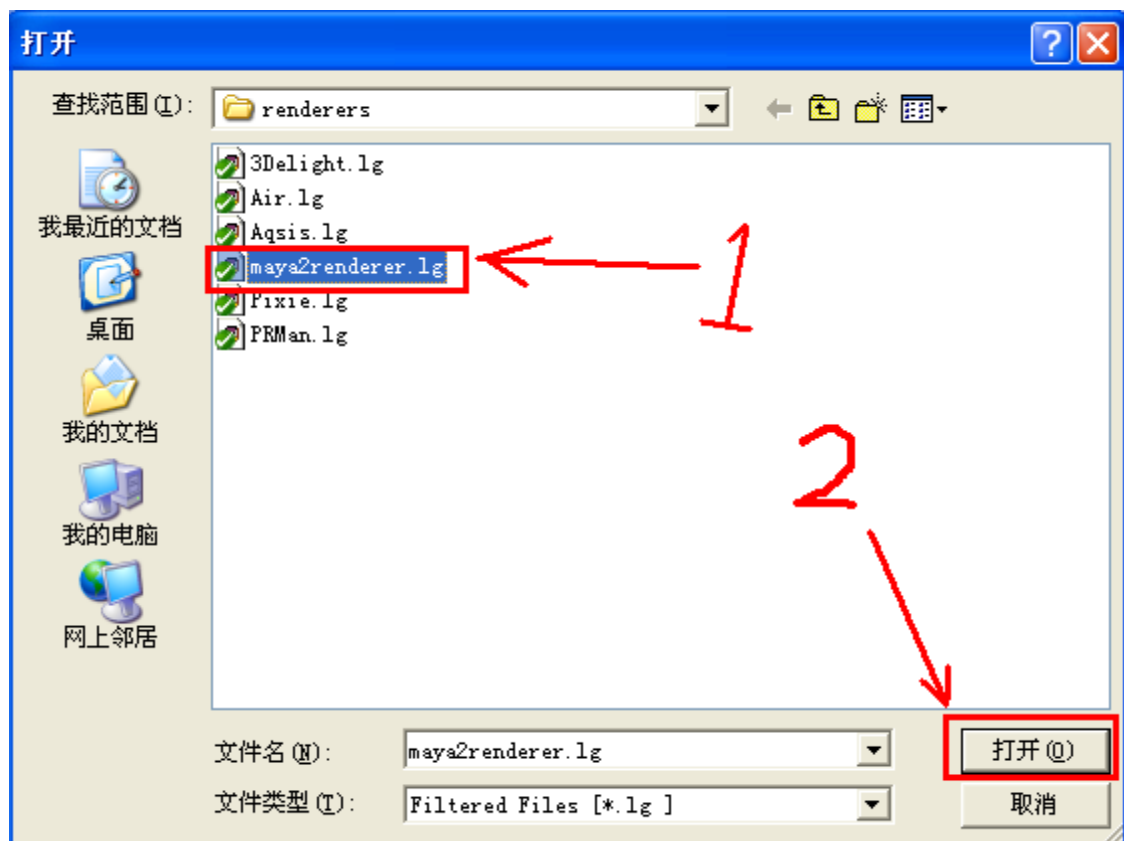 打开
查找范围(I):
renderers
3Delight.lg
Air.lg
Aqsis.lg
maya2renderer.lg
Pixie.lg
PRMan.lg
1
2
我最近的文档
桌面
我的文档
我的电脑
网上邻居
文件名(N):
maya2renderer.lg
打开(O)
文件类型(T):
Filtered Files [*.lg ]
取消